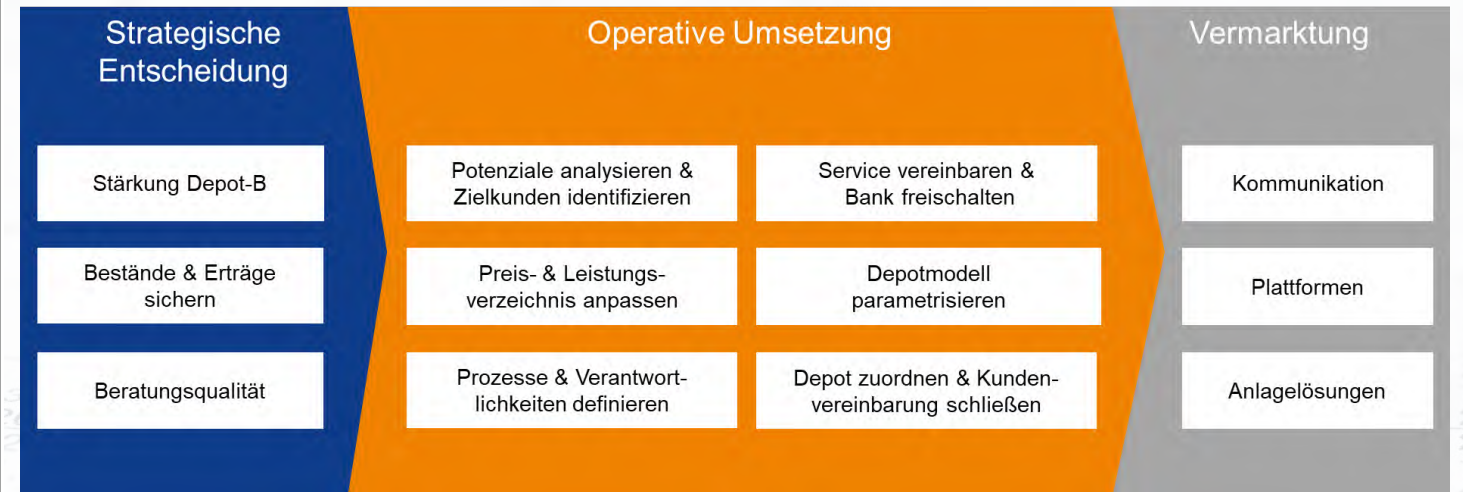 Strategische
Entscheidung
Stärkung Depot-B
Bestände & Erträge
sichern
Beratungsqualität
Operative Umsetzung
Potenziale analysieren &
Zielkunden identifizieren
Service vereinbaren &
Bank freischalten
Preis- & Leistungs-
verzeichnis anpassen
Depotmodell
parametrisieren
Prozesse & Verantwort-
lichkeiten definieren
Depot zuordnen & Kunden-
vereinbarung schließen
Vermarktung
Kommunikation
Plattformen
Anlagelösungen